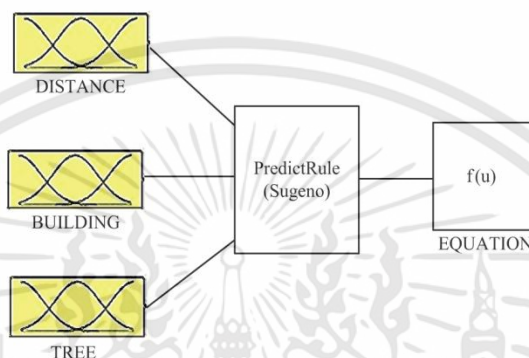 DISTANCE
BUILDING
TREE
PredictRule
(Sugeno)
f(u)
EQUATION